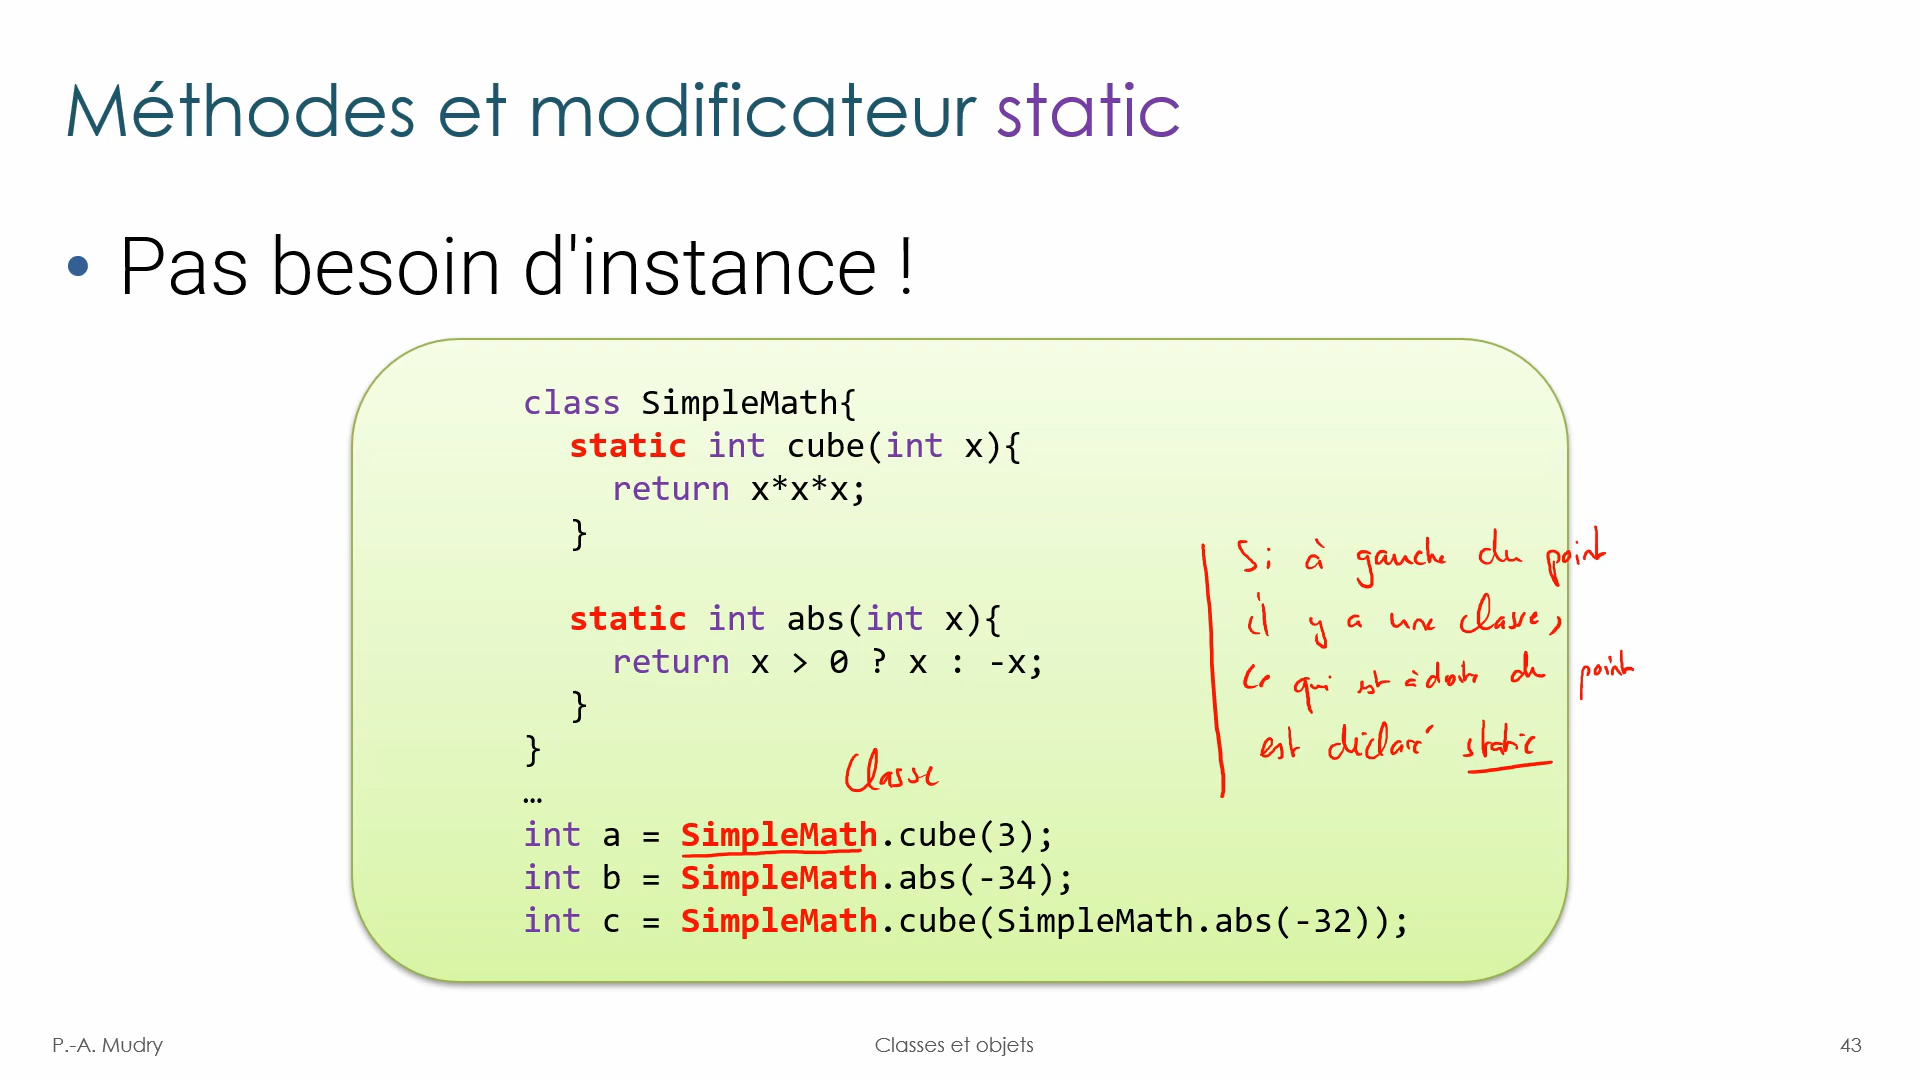 Méthodes et modificateur static
• Pas besoin d'instance !
class SimpleMath{
static int cube(int x){
return x*x*x;
}
static int abs(int x){
return x > 0 ? x : -x;
}
}
…
Classe
int a = SimpleMath.cube(3);
int b = SimpleMath.abs(-34);
int c = SimpleMath.cube(SimpleMath.abs(-32));
Si à gauche du point
il y a une classe,
ce qui est à droite du point
est déclaré static
P.-A. Mudry
Classes et objets
43